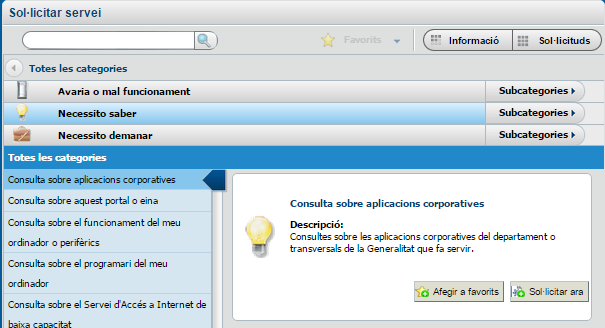 Sol·licitar servei
Favorits
Informació
Sol·licituds
Totes les categories
Avaria o mal funcionament
Subcategories
Necessito saber
Subcategories
Necessito demanar
Subcategories
Totes les categories
Consulta sobre aplicacions corporatives
Consulta sobre aquest portal o eina
Consulta sobre el funcionament del meu
ordinador o perifèrics
Consulta sobre el programari del meu
ordinador
Consulta sobre el Servei d'Accés a Internet de
baixa capacitat
Consulta sobre aplicacions corporatives
Descripció:
Consultes sobre les aplicacions corporatives del departament o
transversals de la Generalitat que fa servir.
Afegir a favorits
Sol·licitar ara